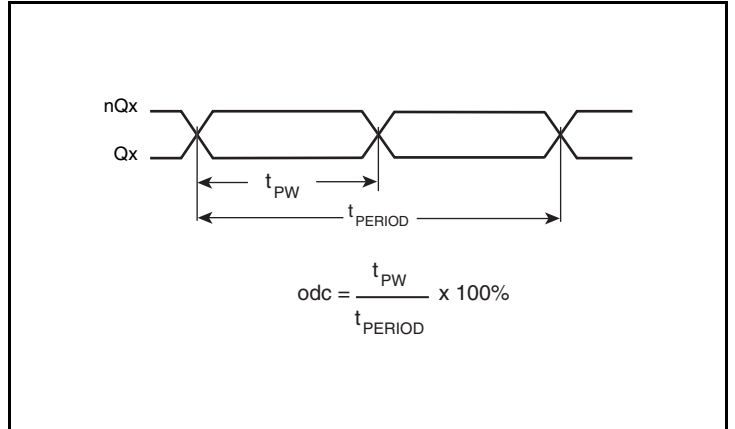 nQx
Qx
tPW
tPERIOD
odc = tPW / tPERIOD x 100%